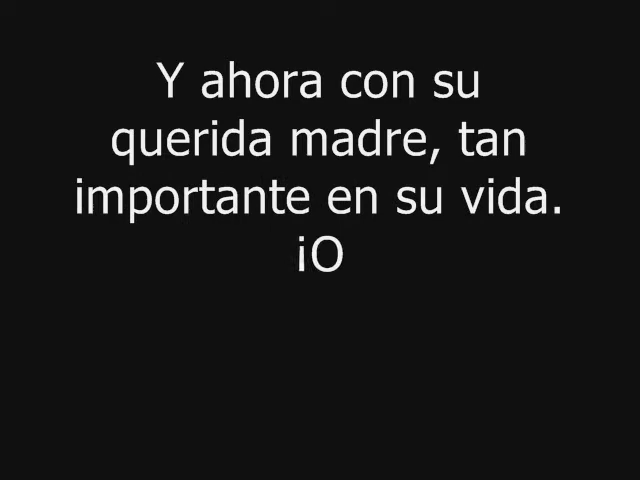 Y ahora con su
querida madre, tan
importante en su vida.
¡O